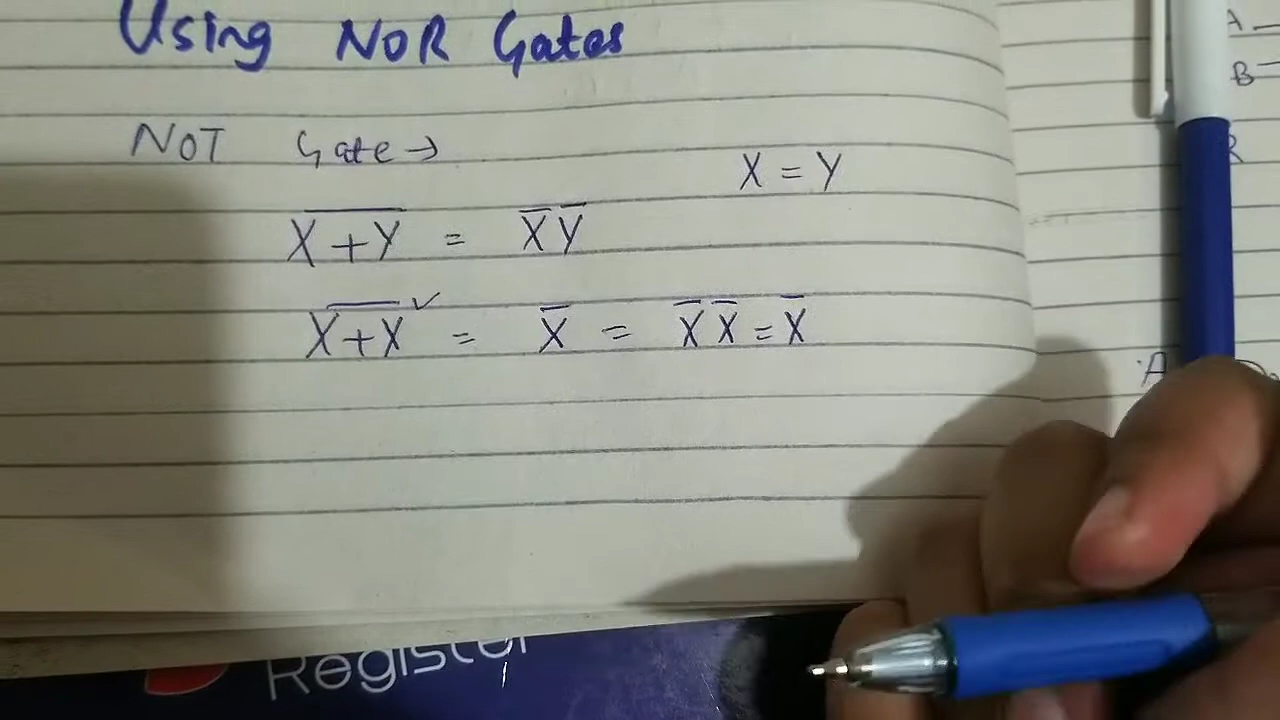 Using NOR Gates
NOT Gate →
X = Y
X̅ ̅+̅ ̅Y̅ = X̅ Y̅
X̅ ̅+̅ ̅X̅ ✓ = X̅ = X̅ X̅ = X̅
Register
A
B
R
A